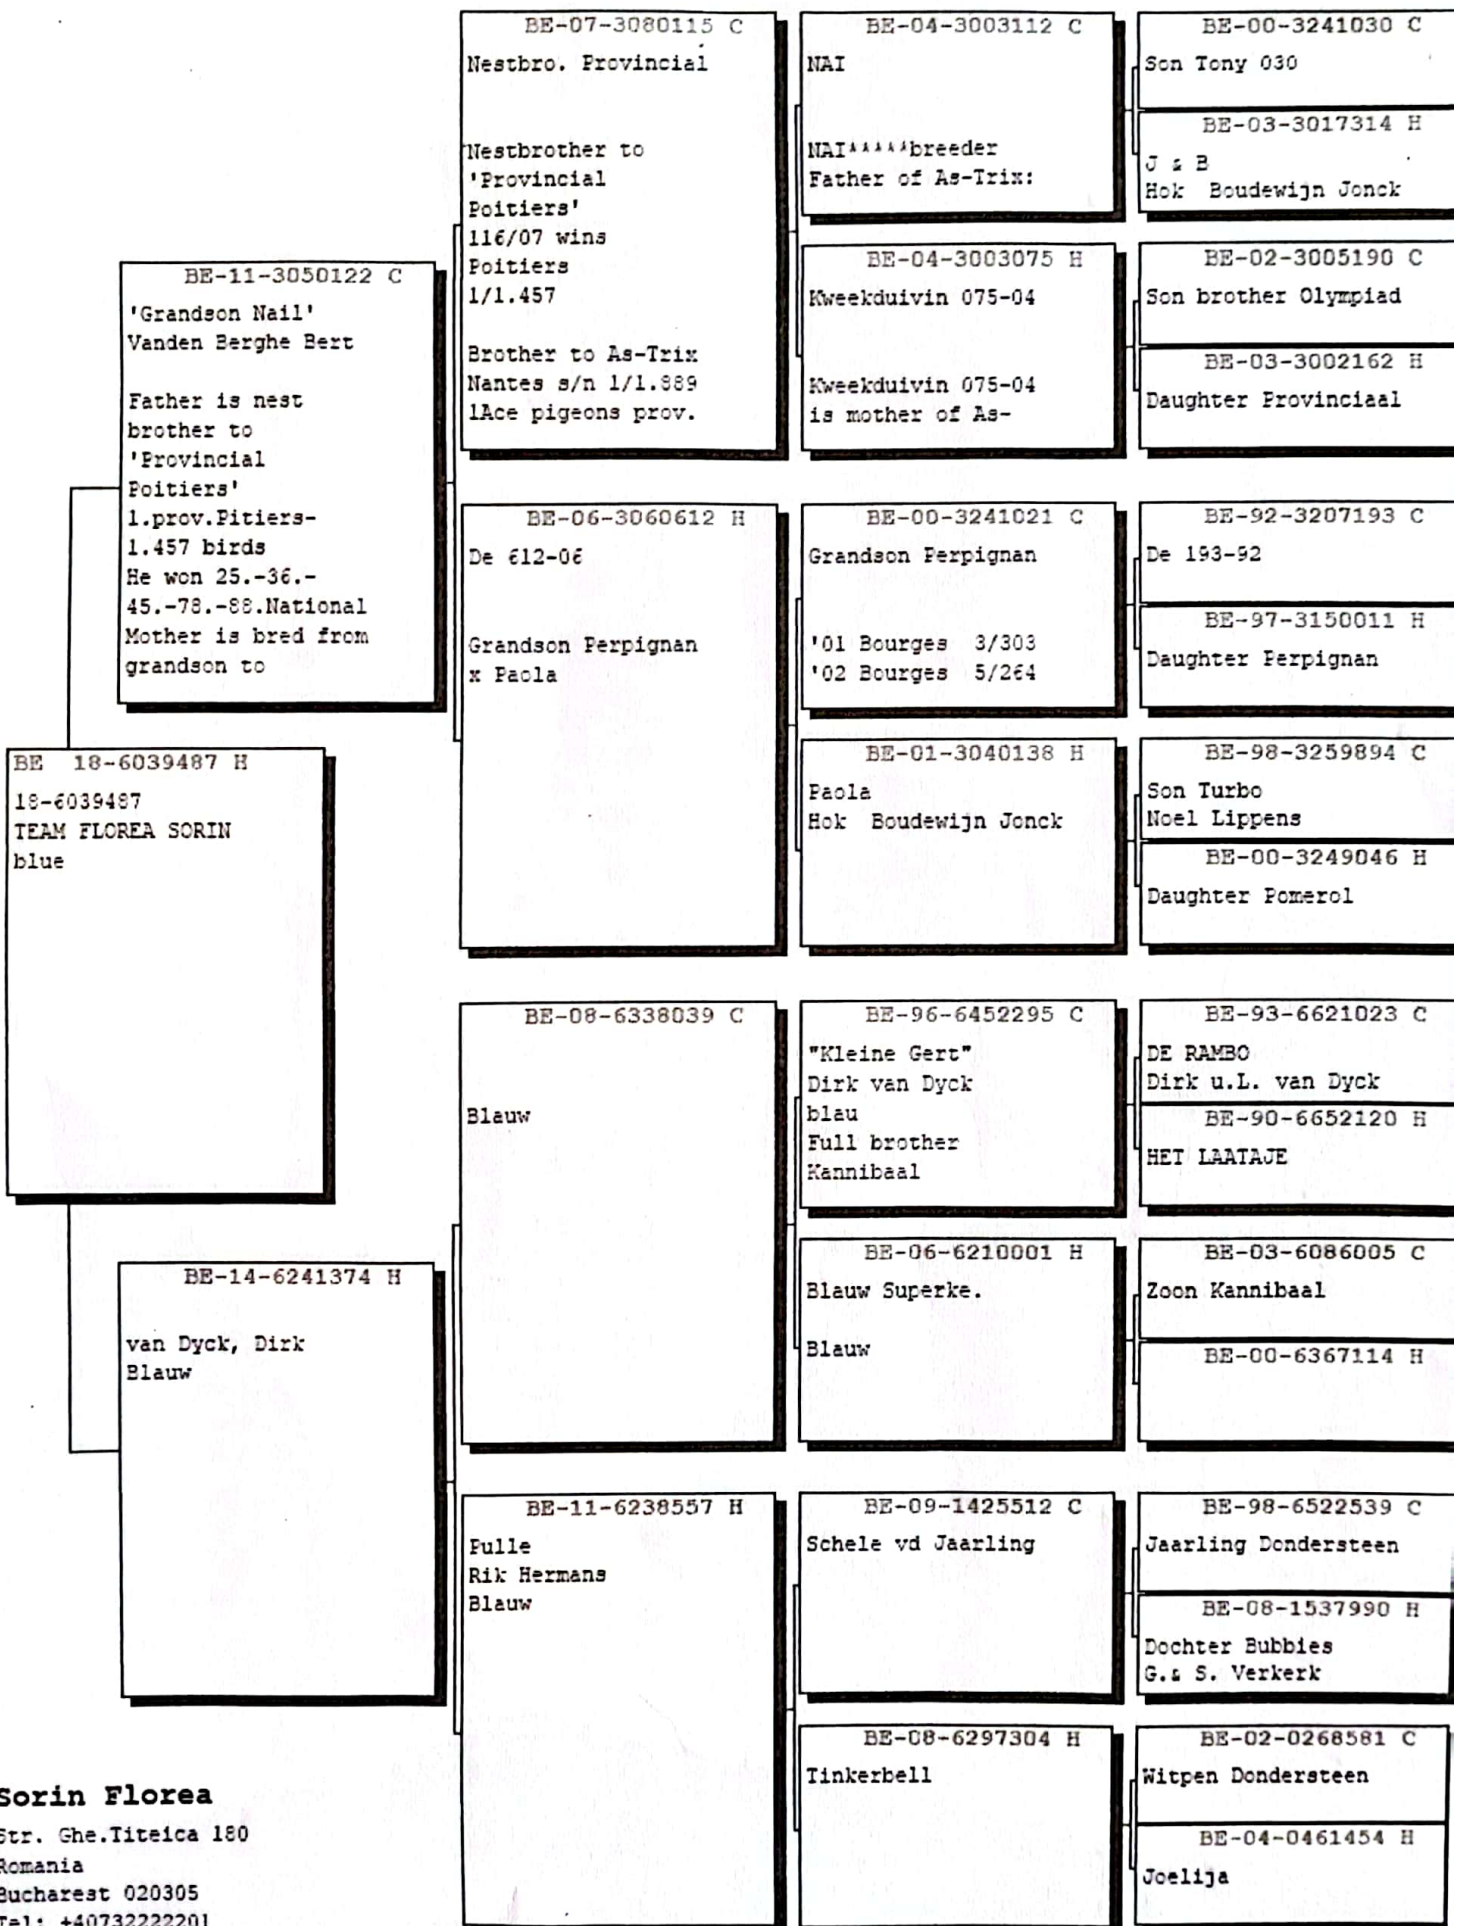 BE 18-6039487 H
18-6039487
TEAM FLOREA SORIN
blue
BE-11-3050122 C
'Grandson Nail'
Vanden Berghe Bert
Father is nest
brother to
'Provincial
Poitiers'
1.prov.Pitiers-
1.457 birds
He won 25.-36.-
45.-78.-88.National
Mother is bred from
grandson to
BE-14-6241374 H
van Dyck, Dirk
Blauw
BE-07-3080115 C
Nestbro. Provincial
Nestbrother to
'Provincial
Poitiers'
116/07 wins
Poitiers
1/1.457
Brother to As-Trix
Nantes s/n 1/1.889
1Ace pigeons prov.
BE-06-3060612 H
De 612-06
Grandson Perpignan
x Paola
BE-08-6338039 C
Blauw
BE-11-6238557 H
Pulle
Rik Hermans
Blauw
BE-04-3003112 C
NAI
NAI*****breeder
Father of As-Trix:
BE-04-3003075 H
Kweekduivin 075-04
Kweekduivin 075-04
is mother of As-
BE-00-3241021 C
Grandson Perpignan
'01 Bourges 3/303
'02 Bourges 5/264
BE-01-3040138 H
Paola
Hok Boudewijn Jonck
BE-96-6452295 C
"Kleine Gert"
Dirk van Dyck
blau
Full brother
Kannibaal
BE-06-6210001 H
Blauw Superke.
Blauw
BE-09-1425512 C
Schele vd Jaarling
BE-08-6297304 H
Tinkerbell
BE-00-3241030 C
Son Tony 030
BE-03-3017314 H
J & B
Hok Boudewijn Jonck
BE-02-3005190 C
Son brother Olympiad
BE-03-3002162 H
Daughter Provinciaal
BE-92-3207193 C
De 193-92
BE-97-3150011 H
Daughter Perpignan
BE-98-3259894 C
Son Turbo
Noel Lippens
BE-00-3249046 H
Daughter Pomerol
BE-93-6621023 C
DE RAMBO
Dirk u.L. van Dyck
BE-90-6652120 H
HET LAATAJE
BE-03-6086005 C
Zoon Kannibaal
BE-00-6367114 H
BE-98-6522539 C
Jaarling Dondersteen
BE-08-1537990 H
Dochter Bubbies
G.& S. Verkerk
BE-02-0268581 C
Witpen Dondersteen
BE-04-0461454 H
Joelija
Sorin Florea
Str. Ghe.Titeica 180
Romania
Bucharest 020305
Tel: +40732222201